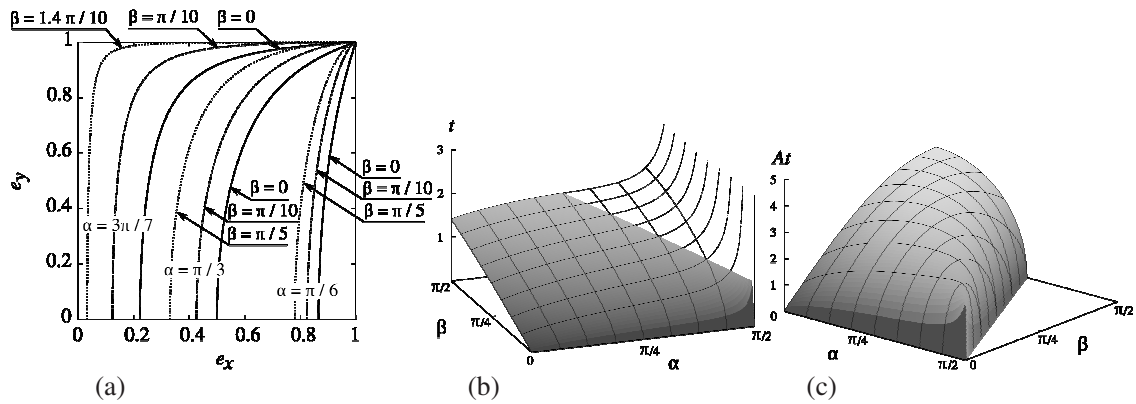 β = 1.4 π / 10
β = π / 10
β = 0
1
0.8
0.6
0.4
0.2
0
e_y
0
0.2
0.4
0.6
0.8
1
e_x
β = 0
β = π / 10
β = π / 5
β = 0
β = π / 10
β = π / 5
α = 3π / 7
α = π / 3
α = π / 6
(a)
t
3
2
1
π/2
β
π/4
0
π/4
α
π/2
(b)
At
5
4
3
2
1
0
α
π/4
π/2
0
β
π/4
π/2
(c)